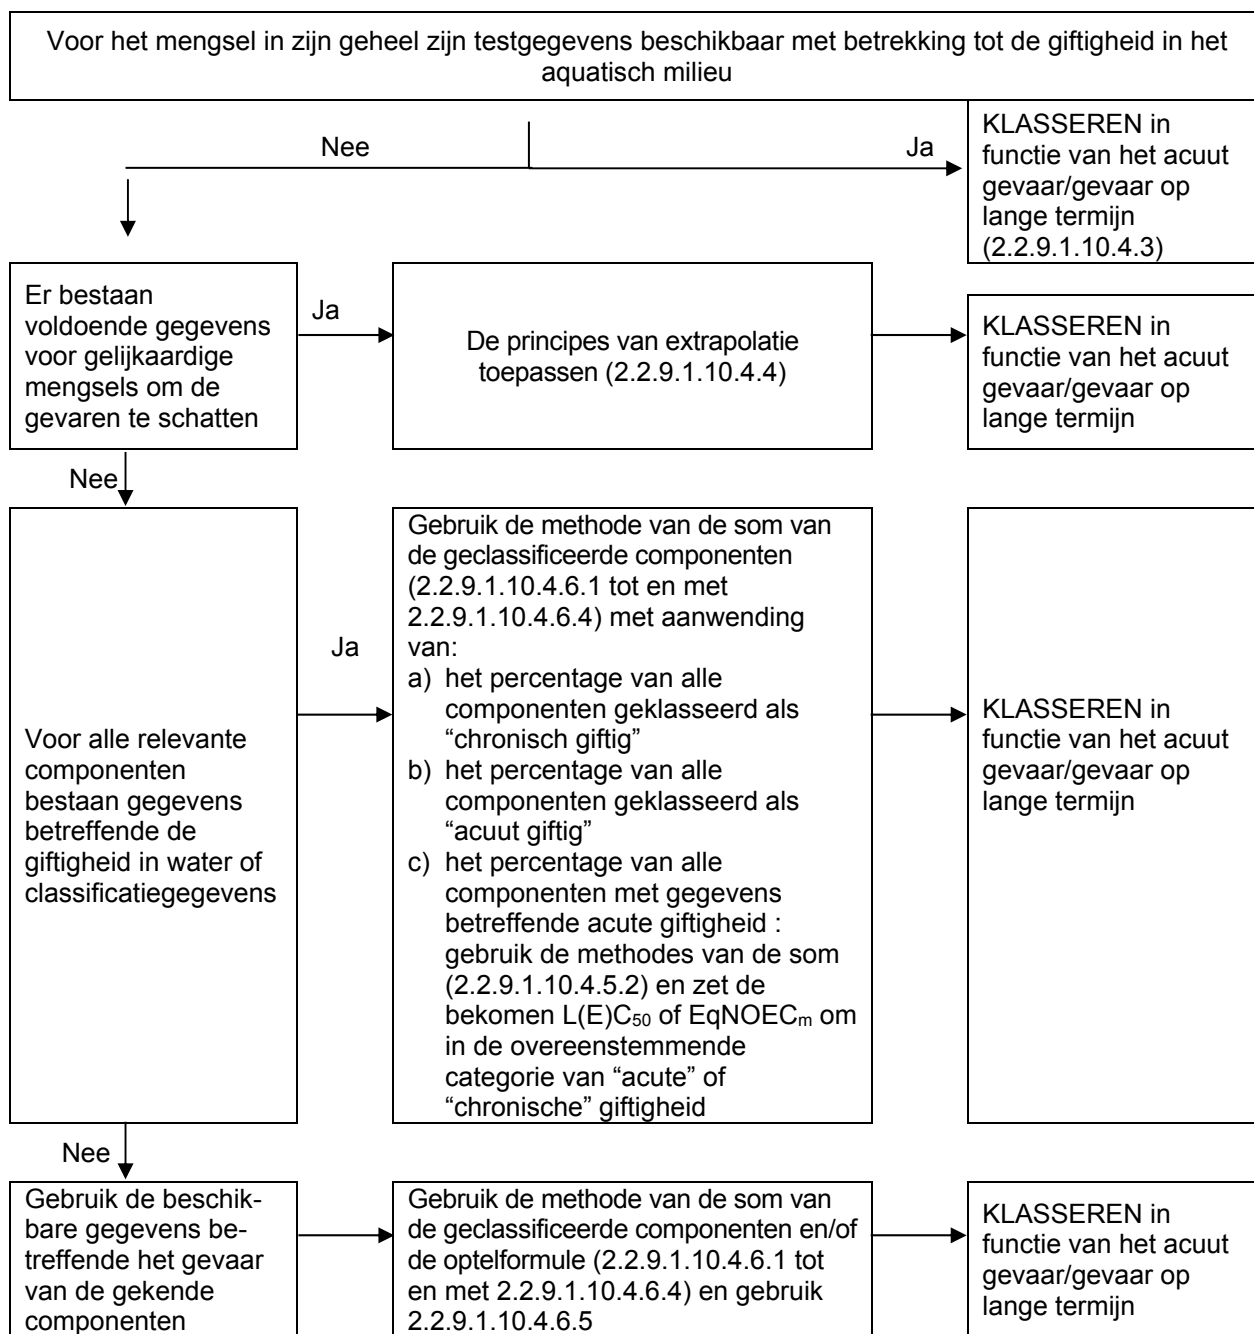 Voor het mengsel in zijn geheel zijn testgegevens beschikbaar met betrekking tot de giftigheid in het
aquatisch milieu
Nee
Ja
KLASSEREN in
functie van het acuut
gevaar/gevaar op
lange termijn
(2.2.9.1.10.4.3)
Er bestaan
voldoende gegevens
voor gelijkaardige
mengsels om de
gevaren te schatten
Ja
De principes van extrapolatie
toepassen (2.2.9.1.10.4.4)
KLASSEREN in
functie van het acuut
gevaar/gevaar op
lange termijn
Nee
Voor alle relevante
componenten
bestaan gegevens
betreffende de
giftigheid in water of
classificatiegegevens
Ja
Gebruik de methode van de som van
de geclassificeerde componenten
(2.2.9.1.10.4.6.1 tot en met
2.2.9.1.10.4.6.4) met aanwending
van:
a) het percentage van alle
componenten geklasseerd als
“chronisch giftig”
b) het percentage van alle
componenten geklasseerd als
“acuut giftig”
c) het percentage van alle
componenten met gegevens
betreffende acute giftigheid :
gebruik de methodes van de som
(2.2.9.1.10.4.5.2) en zet de
bekomen L(E)C50 of EqNOECm om
in de overeenstemmende
categorie van “acute” of
“chronische” giftigheid
KLASSEREN in
functie van het acuut
gevaar/gevaar op
lange termijn
Nee
Gebruik de beschik-
bare gegevens be-
treffende het gevaar
van de gekende
componenten
Gebruik de methode van de som van
de geclassificeerde componenten en/of
de optelformule (2.2.9.1.10.4.6.1 tot
en met 2.2.9.1.10.4.6.4) en gebruik
2.2.9.1.10.4.6.5
KLASSEREN in
functie van het acuut
gevaar/gevaar op
lange termijn